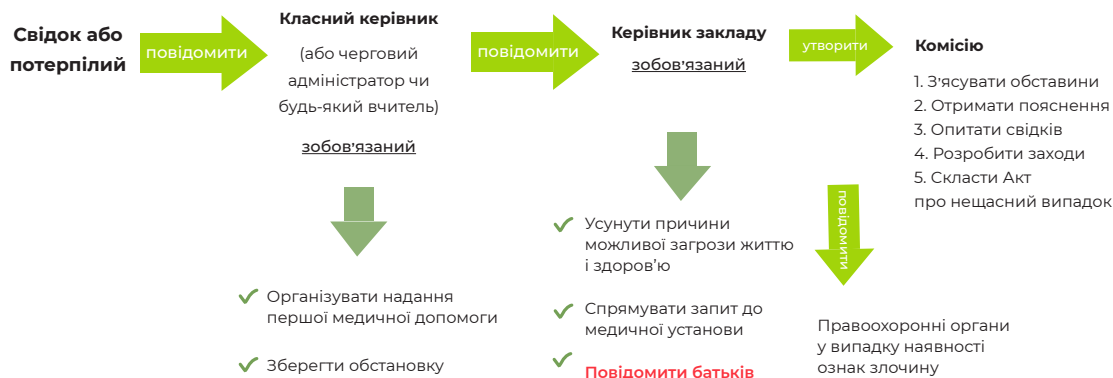 Свідок або
потерпілий
повідомити
Класний керівник
(або черговий
адміністратор чи
будь-який вчитель)
зобов'язаний
Організувати надання
першої медичної допомоги
Зберегти обстановку
повідомити
Керівник закладу
зобов'язаний
Усунути причини
можливої загрози життю
і здоров’ю
Спрямувати запит до
медичної установи
Повідомити батьків
утворити
Комісію
1. З'ясувати обставини
2. Отримати пояснення
3. Опитати свідків
4. Розробити заходи
5. Скласти Акт
про нещасний випадок
повідомити
Правоохоронні органи
у випадку наявності
ознак злочину